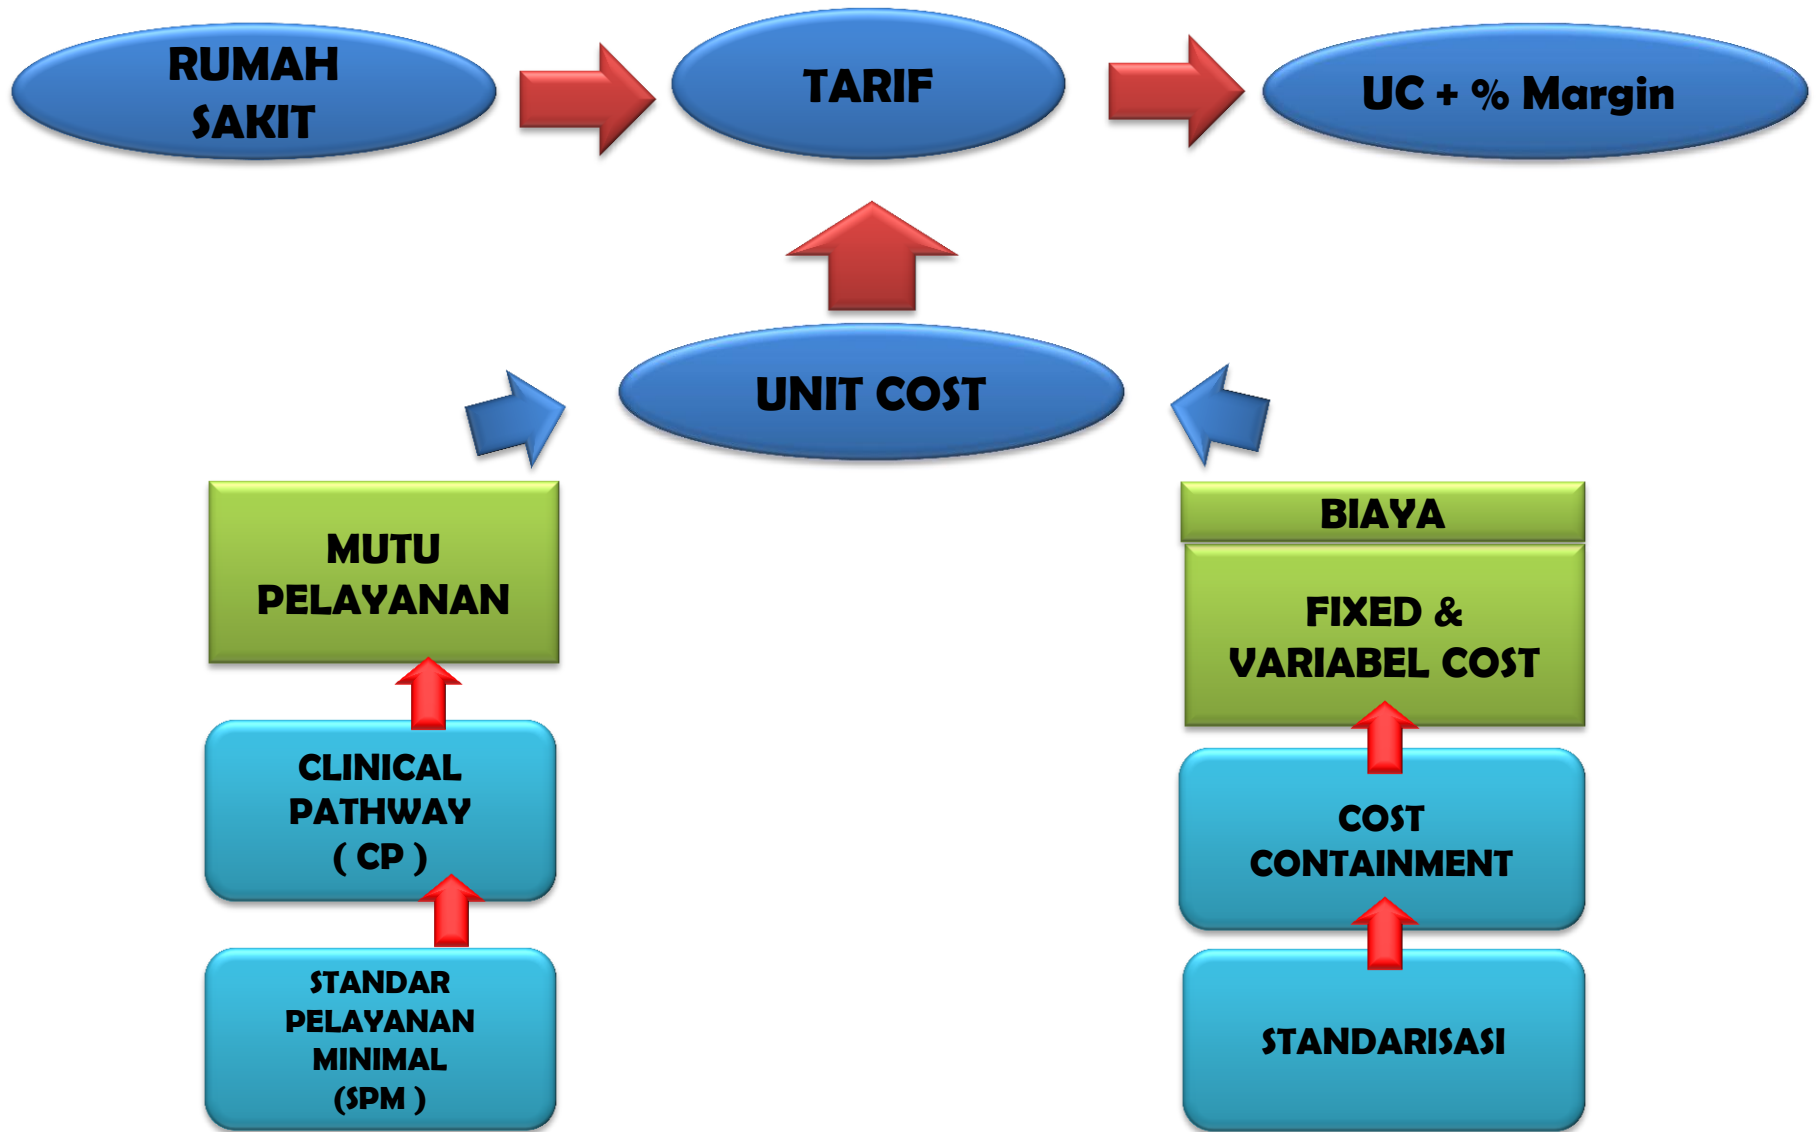 RUMAH
SAKIT
TARIF
UC + % Margin
UNIT COST
MUTU
PELAYANAN
BIAYA
FIXED &
VARIABEL COST
CLINICAL
PATHWAY
( CP )
COST
CONTAINMENT
STANDAR
PELAYANAN
MINIMAL
(SPM )
STANDARISASI